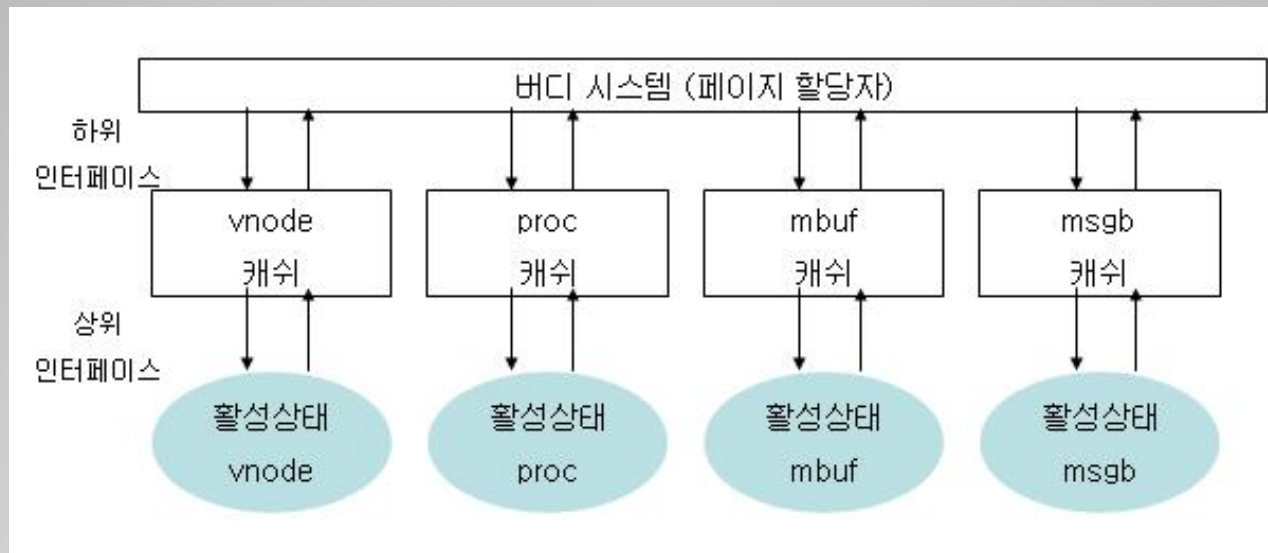 버디 시스템 (페이지 할당자)
하위
인터페이스
vnode
캐쉬
proc
캐쉬
mbuf
캐쉬
msgb
캐쉬
상위
인터페이스
활성상태
vnode
활성상태
proc
활성상태
mbuf
활성상태
msgb